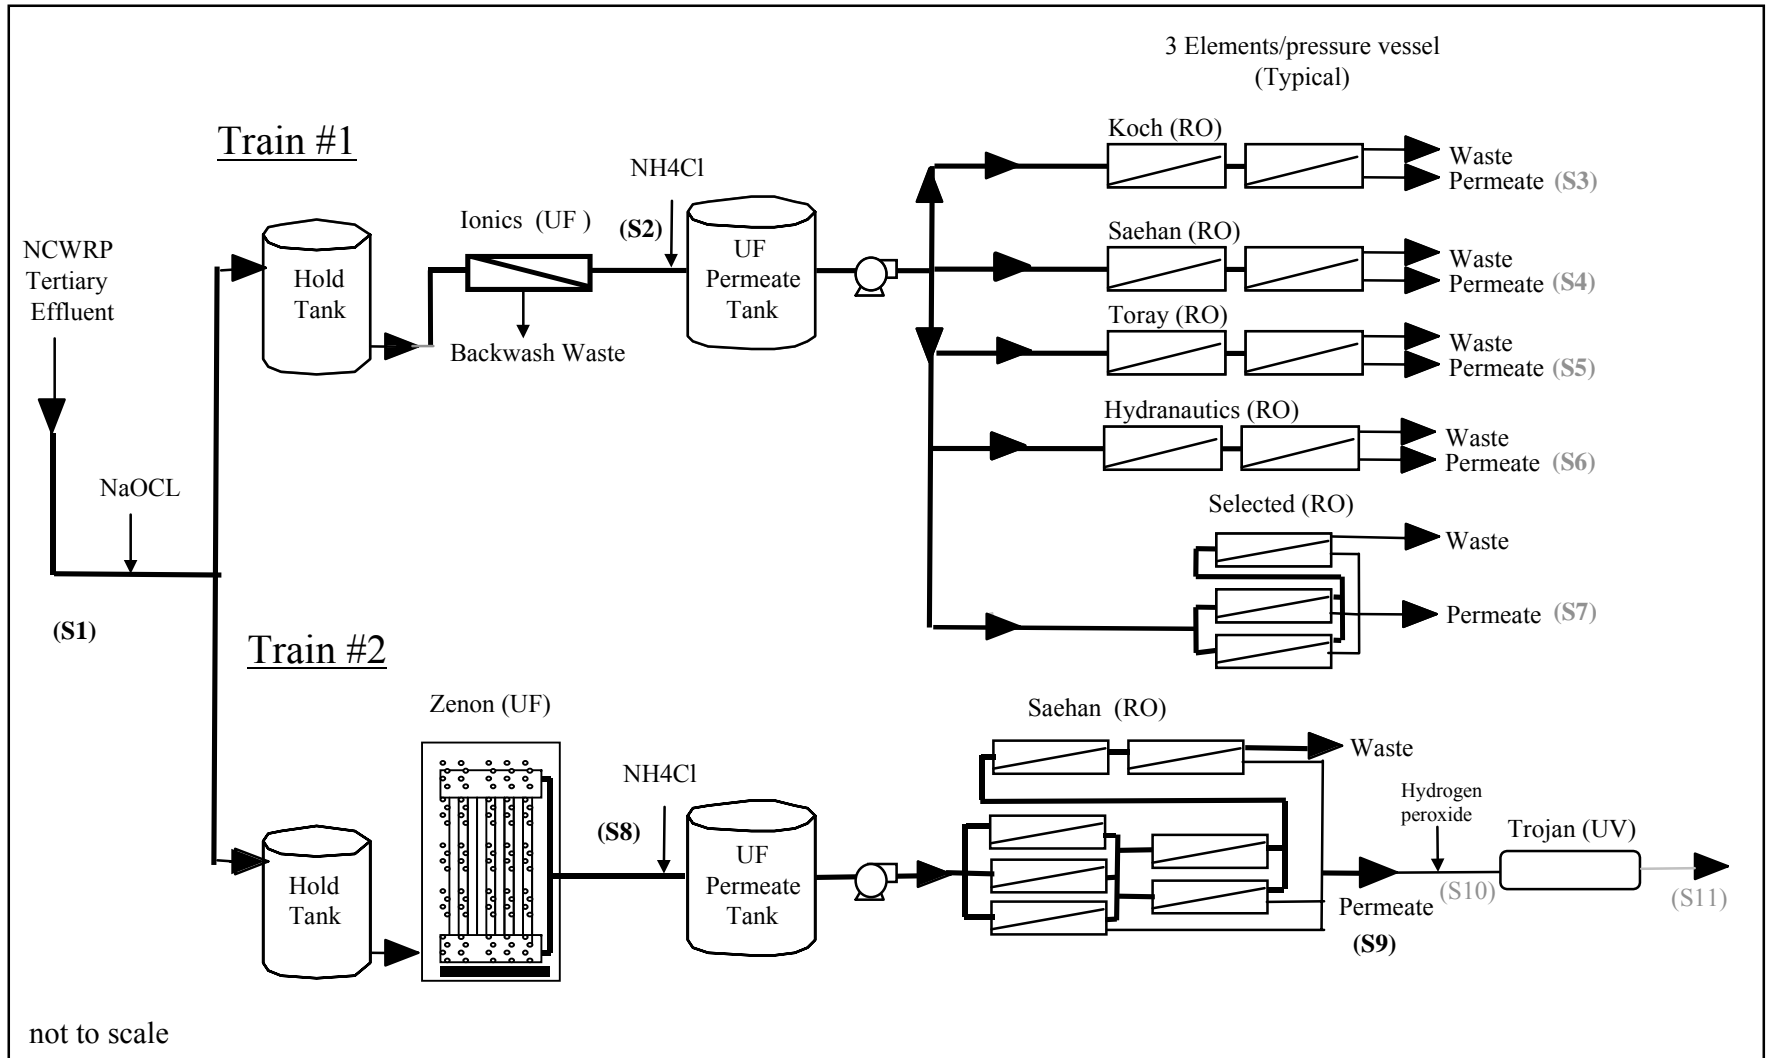 3 Elements/pressure vessel
(Typical)
Train #1
NCWRP
Tertiary
Effluent
NaOCL
(S1)
Hold
Tank
Ionics (UF )
Backwash Waste
(S2)
NH4Cl
UF
Permeate
Tank
Koch (RO)
Waste
Permeate (S3)
Saehan (RO)
Waste
Permeate (S4)
Toray (RO)
Waste
Permeate (S5)
Hydranautics (RO)
Waste
Permeate (S6)
Selected (RO)
Waste
Permeate (S7)
Train #2
Hold
Tank
Zenon (UF)
(S8)
NH4Cl
UF
Permeate
Tank
Saehan (RO)
Waste
Permeate
(S9)
Hydrogen
peroxide
(S10)
Trojan (UV)
(S11)
not to scale